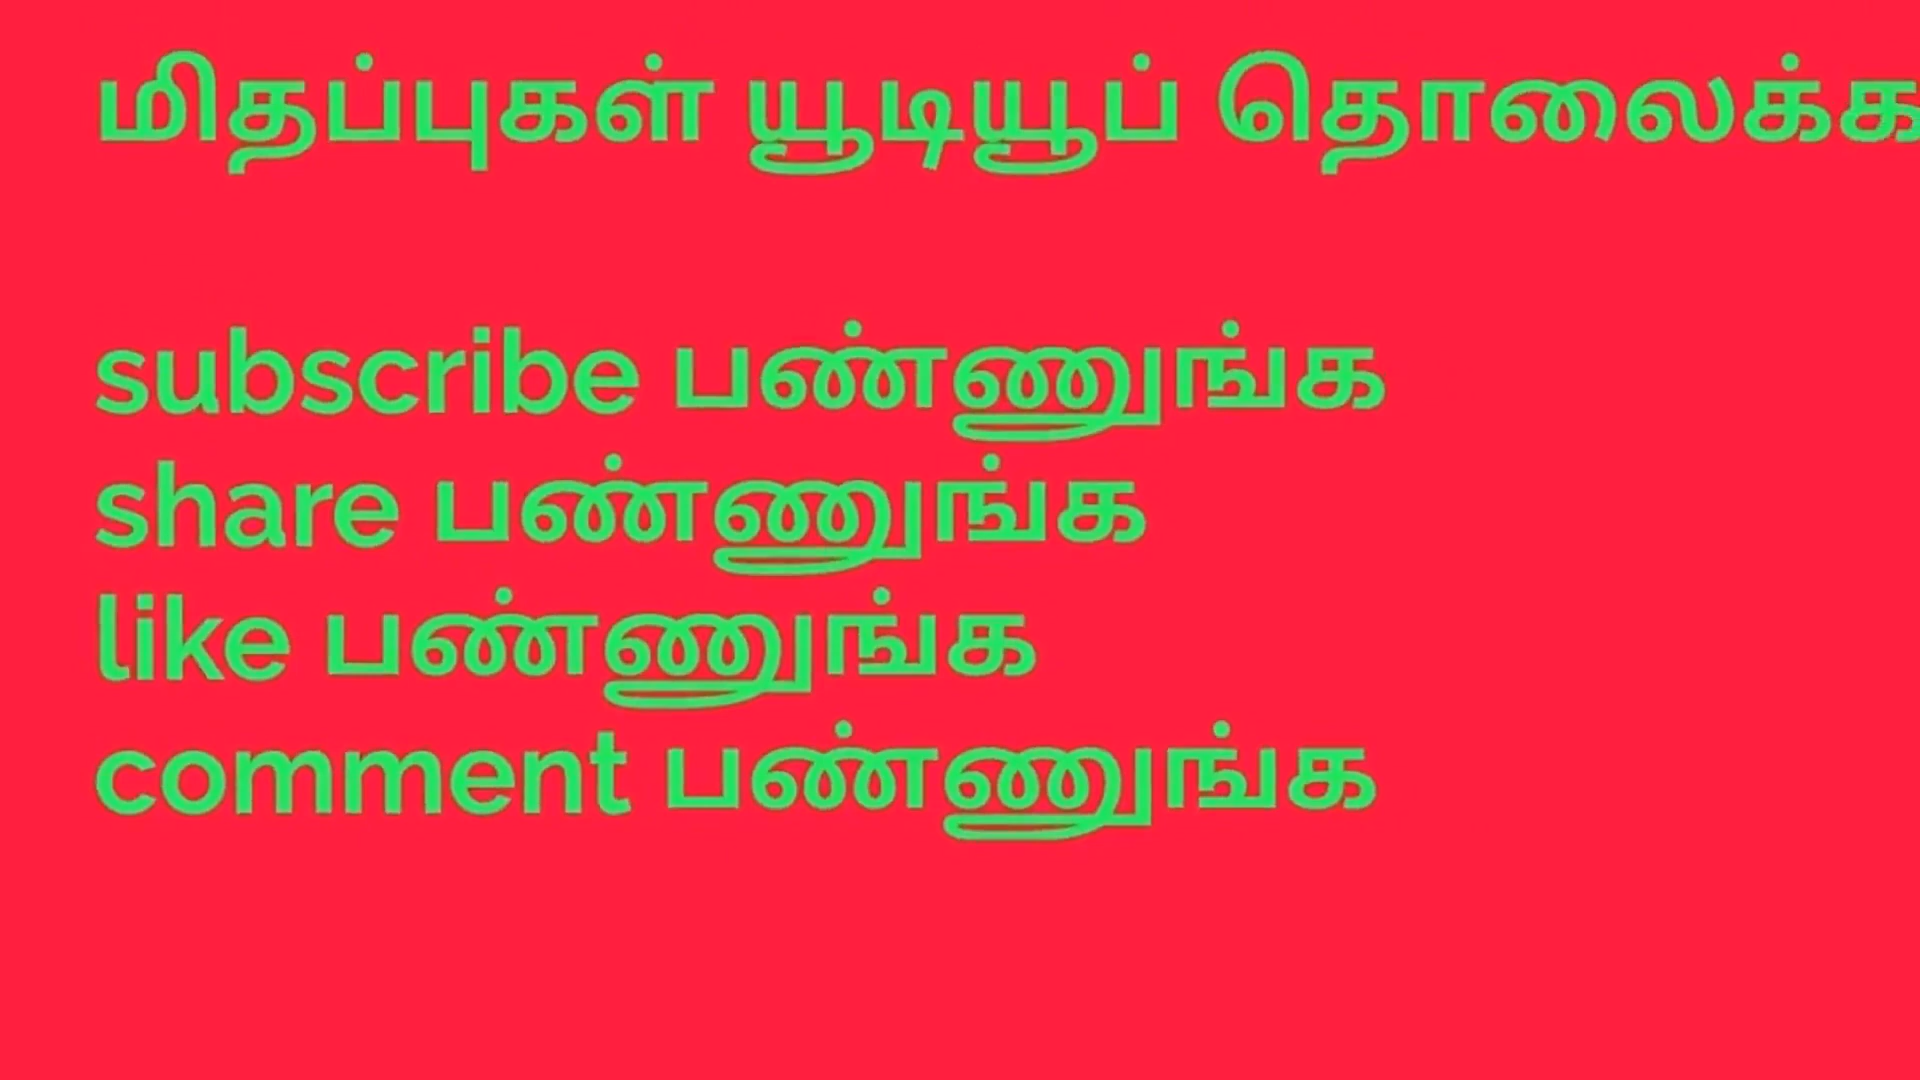 மிதப்புகள் யூடியூப் தொலைக்க
subscribe பண்ணுங்க
share பண்ணுங்க
like பண்ணுங்க
comment பண்ணுங்க